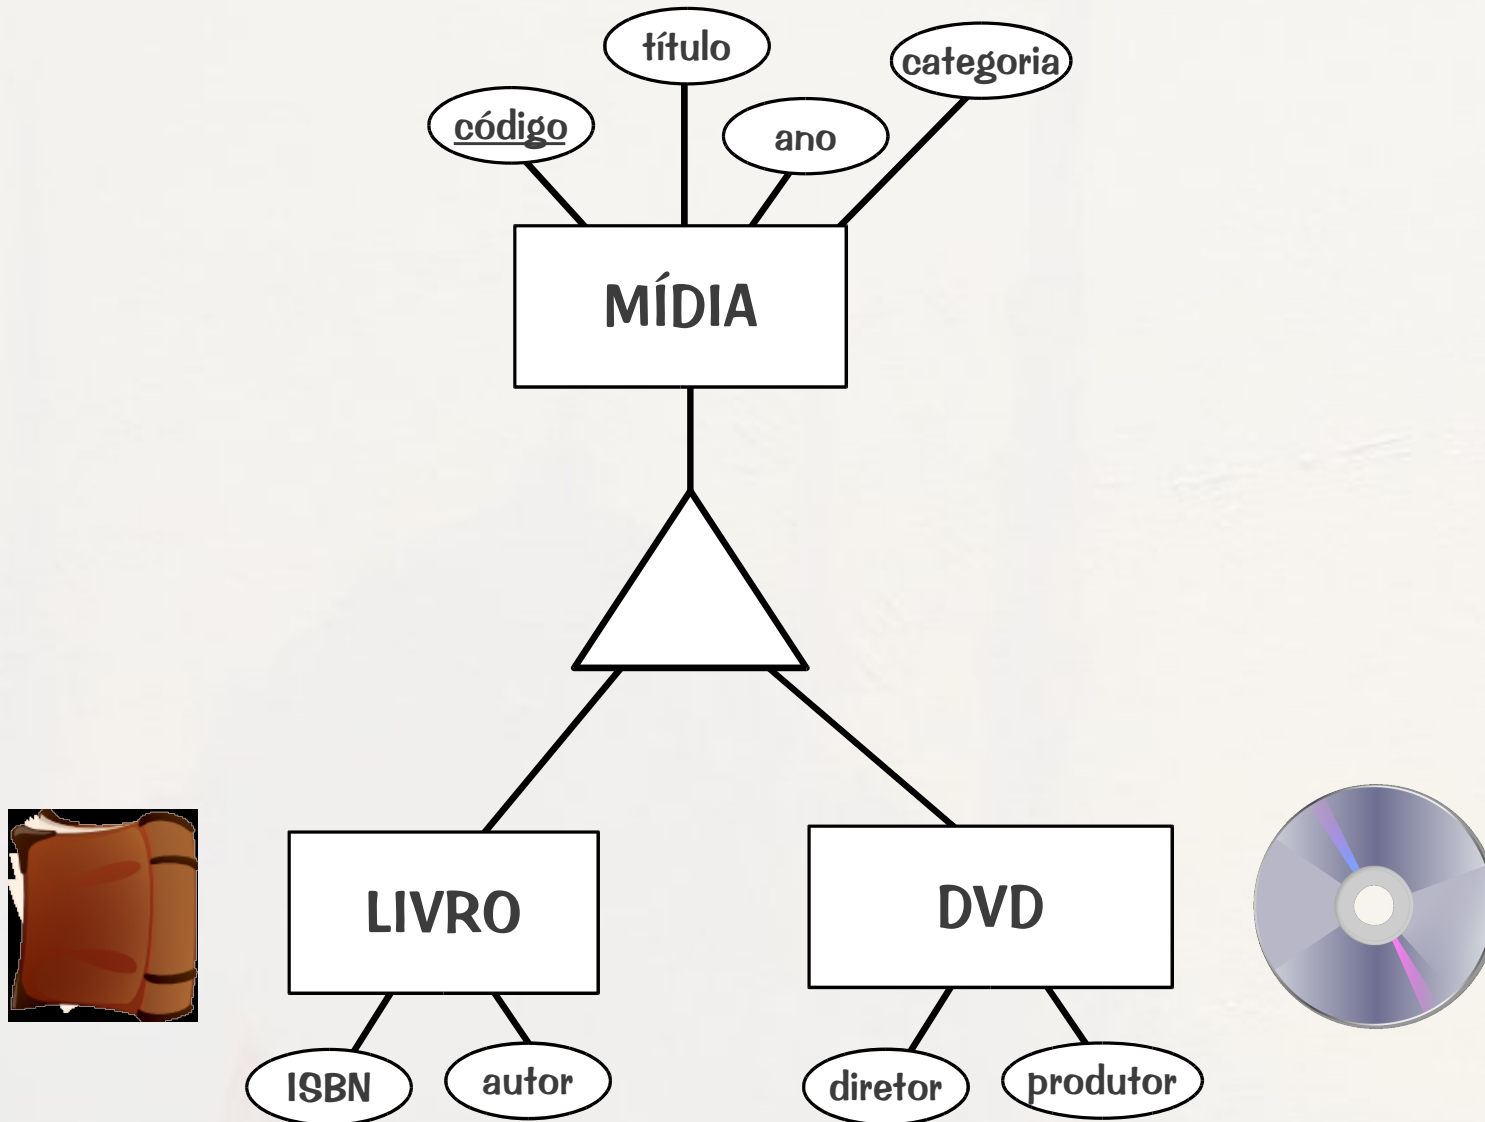 título
categoria
código
ano
MÍDIA
LIVRO
DVD
ISBN
autor
diretor
produtor